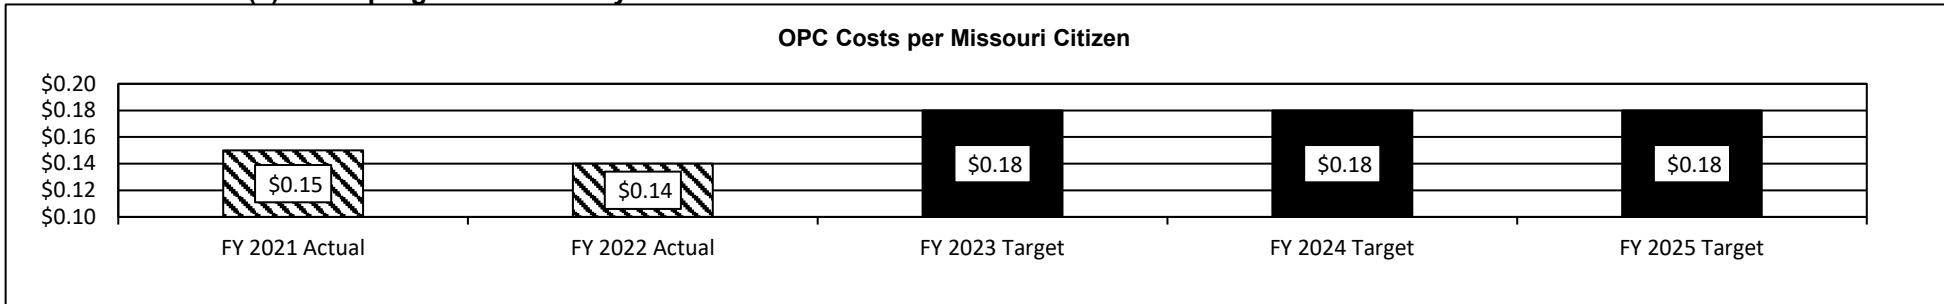 OPC Costs per Missouri Citizen
$0.20
$0.18
$0.16
$0.14
$0.12
$0.10
$0.15
$0.14
$0.18
$0.18
$0.18
FY 2021 Actual
FY 2022 Actual
FY 2023 Target
FY 2024 Target
FY 2025 Target